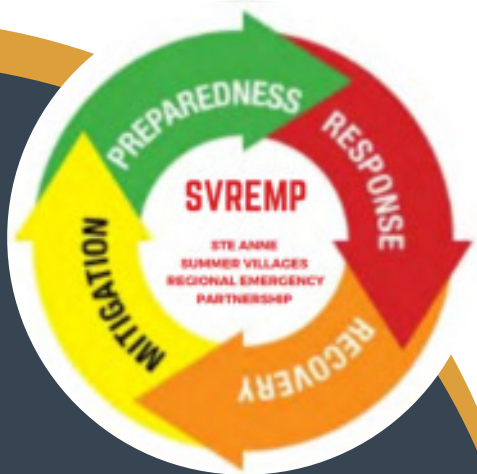 PREPAREDNESS
RESPONSE
SVREMP
STE ANNE
SUMMER VILLAGES
REGIONAL EMERGENCY
PARTNERSHIP
MITIGATION
RECOVERY